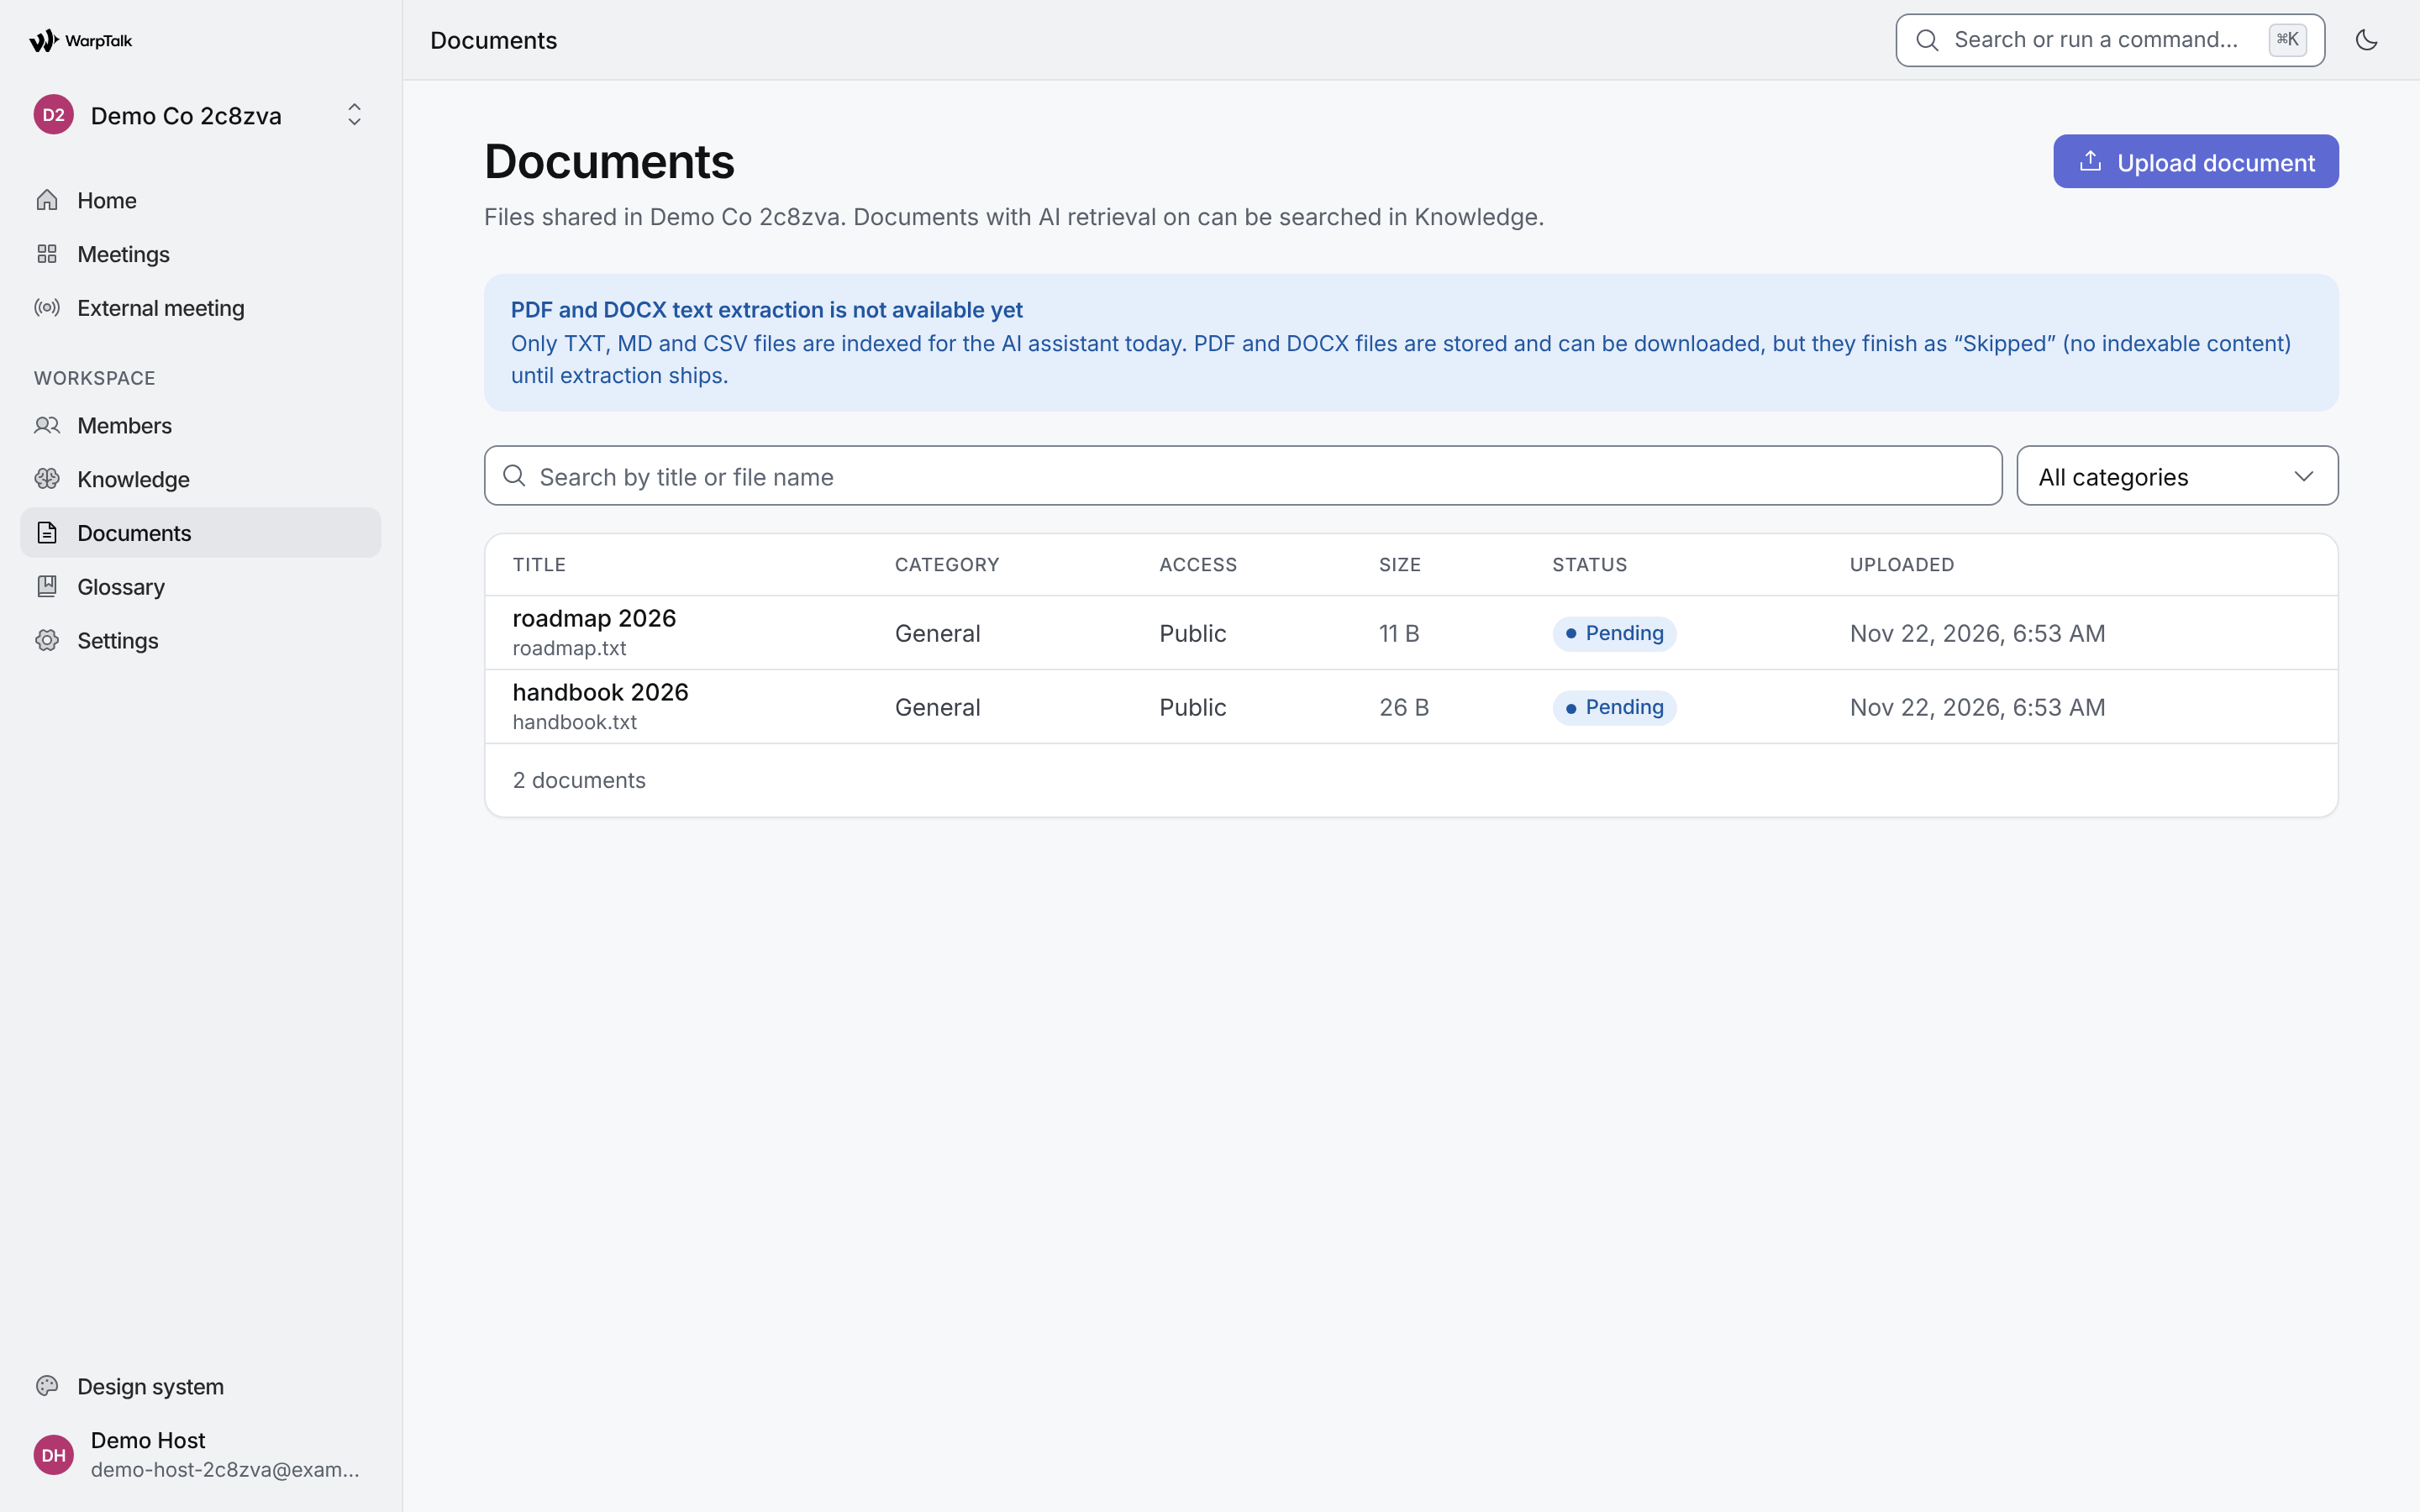 WarpTalk
Documents
Search or run a command...
⌘K
D2
Demo Co 2c8zva
Home
Meetings
External meeting
WORKSPACE
Members
Knowledge
Documents
Glossary
Settings
Design system
DH
Demo Host
demo-host-2c8zva@exam...
Documents
Upload document
Files shared in Demo Co 2c8zva. Documents with AI retrieval on can be searched in Knowledge.
PDF and DOCX text extraction is not available yet
Only TXT, MD and CSV files are indexed for the AI assistant today. PDF and DOCX files are stored and can be downloaded, but they finish as “Skipped” (no indexable content)
until extraction ships.
Search by title or file name
All categories
TITLE CATEGORY ACCESS SIZE STATUS UPLOADED
roadmap 2026
roadmap.txt
General Public 11 B Pending Nov 22, 2026, 6:53 AM
handbook 2026
handbook.txt
General Public 26 B Pending Nov 22, 2026, 6:53 AM
2 documents